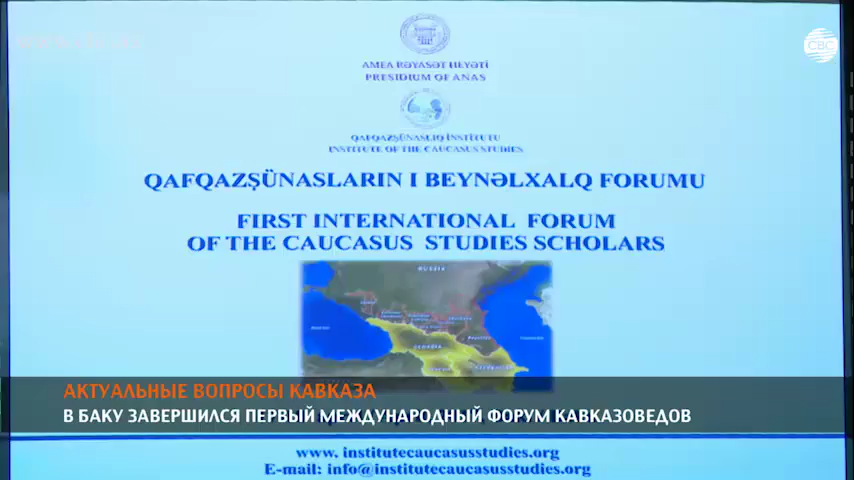 CBC
AMEA RƏYASƏT HEYƏTİ
PRESIDIUM OF ANAS
QAFQAZŞÜNASLIQ İNSTİTUTU
INSTITUTE OF THE CAUCASUS STUDIES
QAFQAZŞÜNASLARIN I BEYNƏLXALQ FORUMU
FIRST INTERNATIONAL FORUM
OF THE CAUCASUS STUDIES SCHOLARS
RUSSIA
GEORGIA
АКТУАЛЬНЫЕ ВОПРОСЫ КАВКАЗА
В БАКУ ЗАВЕРШИЛСЯ ПЕРВЫЙ МЕЖДУНАРОДНЫЙ ФОРУМ КАВКАЗОВЕДОВ
www. institutecaucasusstudies.org
E-mail: info@institutecaucasusstudies.org